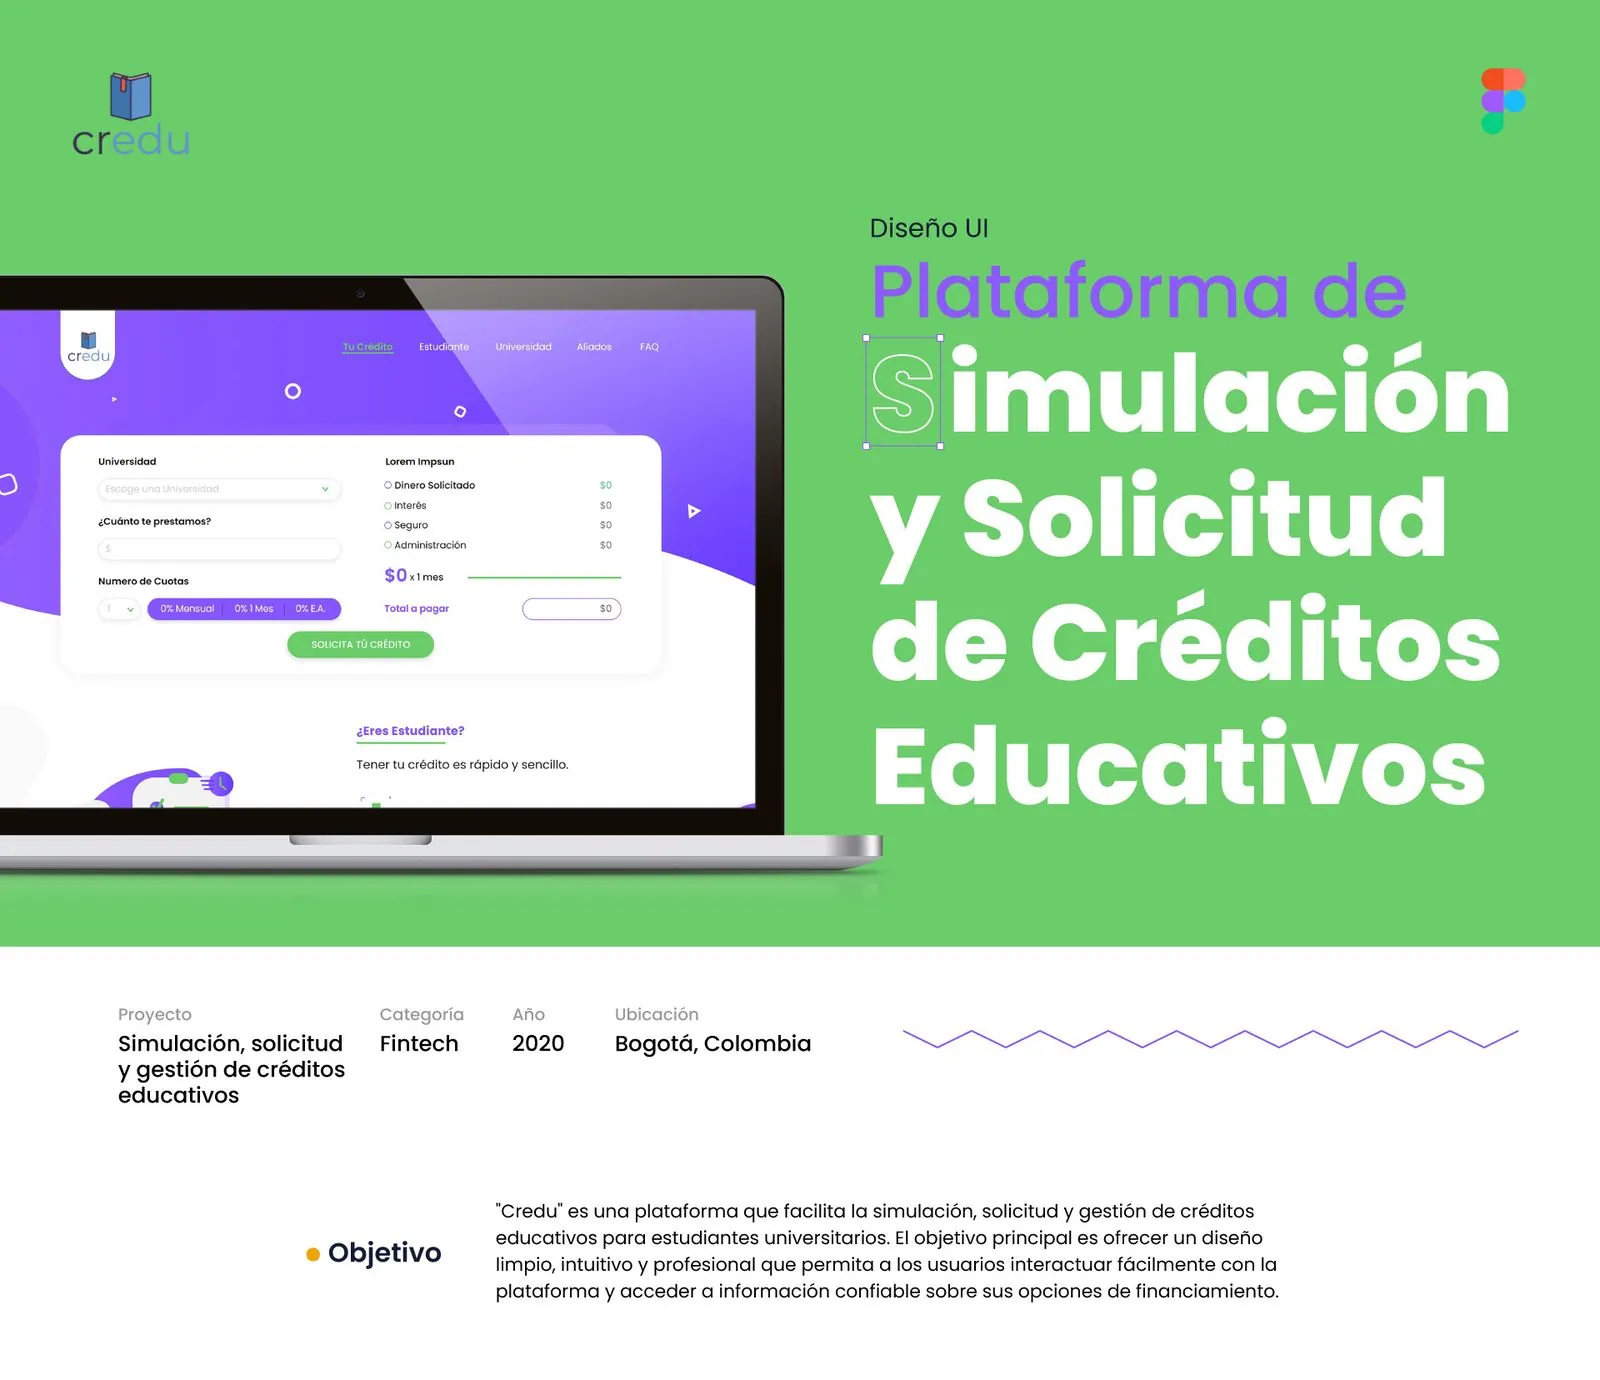 credu
Diseño UI
Plataforma de
Simulación
y Solicitud
de Créditos
Educativos
credu
Tu Crédito Estudiante Universidad Aliados FAQ
Universidad
Escoge una Universidad
¿Cuánto te prestamos?
$
Numero de Cuotas
1 0% Mensual 0% 1 Mes 0% E.A.
Lorem Impsun
Dinero Solicitado $0
Interés $0
Seguro $0
Administración $0
$0 x 1 mes
Total a pagar $0
SOLICITA TÚ CRÉDITO
¿Eres Estudiante?
Tener tu crédito es rápido y sencillo.
Proyecto
Simulación, solicitud
y gestión de créditos
educativos
Categoría
Fintech
Año
2020
Ubicación
Bogotá, Colombia
Objetivo
"Credu" es una plataforma que facilita la simulación, solicitud y gestión de créditos
educativos para estudiantes universitarios. El objetivo principal es ofrecer un diseño
limpio, intuitivo y profesional que permita a los usuarios interactuar fácilmente con la
plataforma y acceder a información confiable sobre sus opciones de financiamiento.